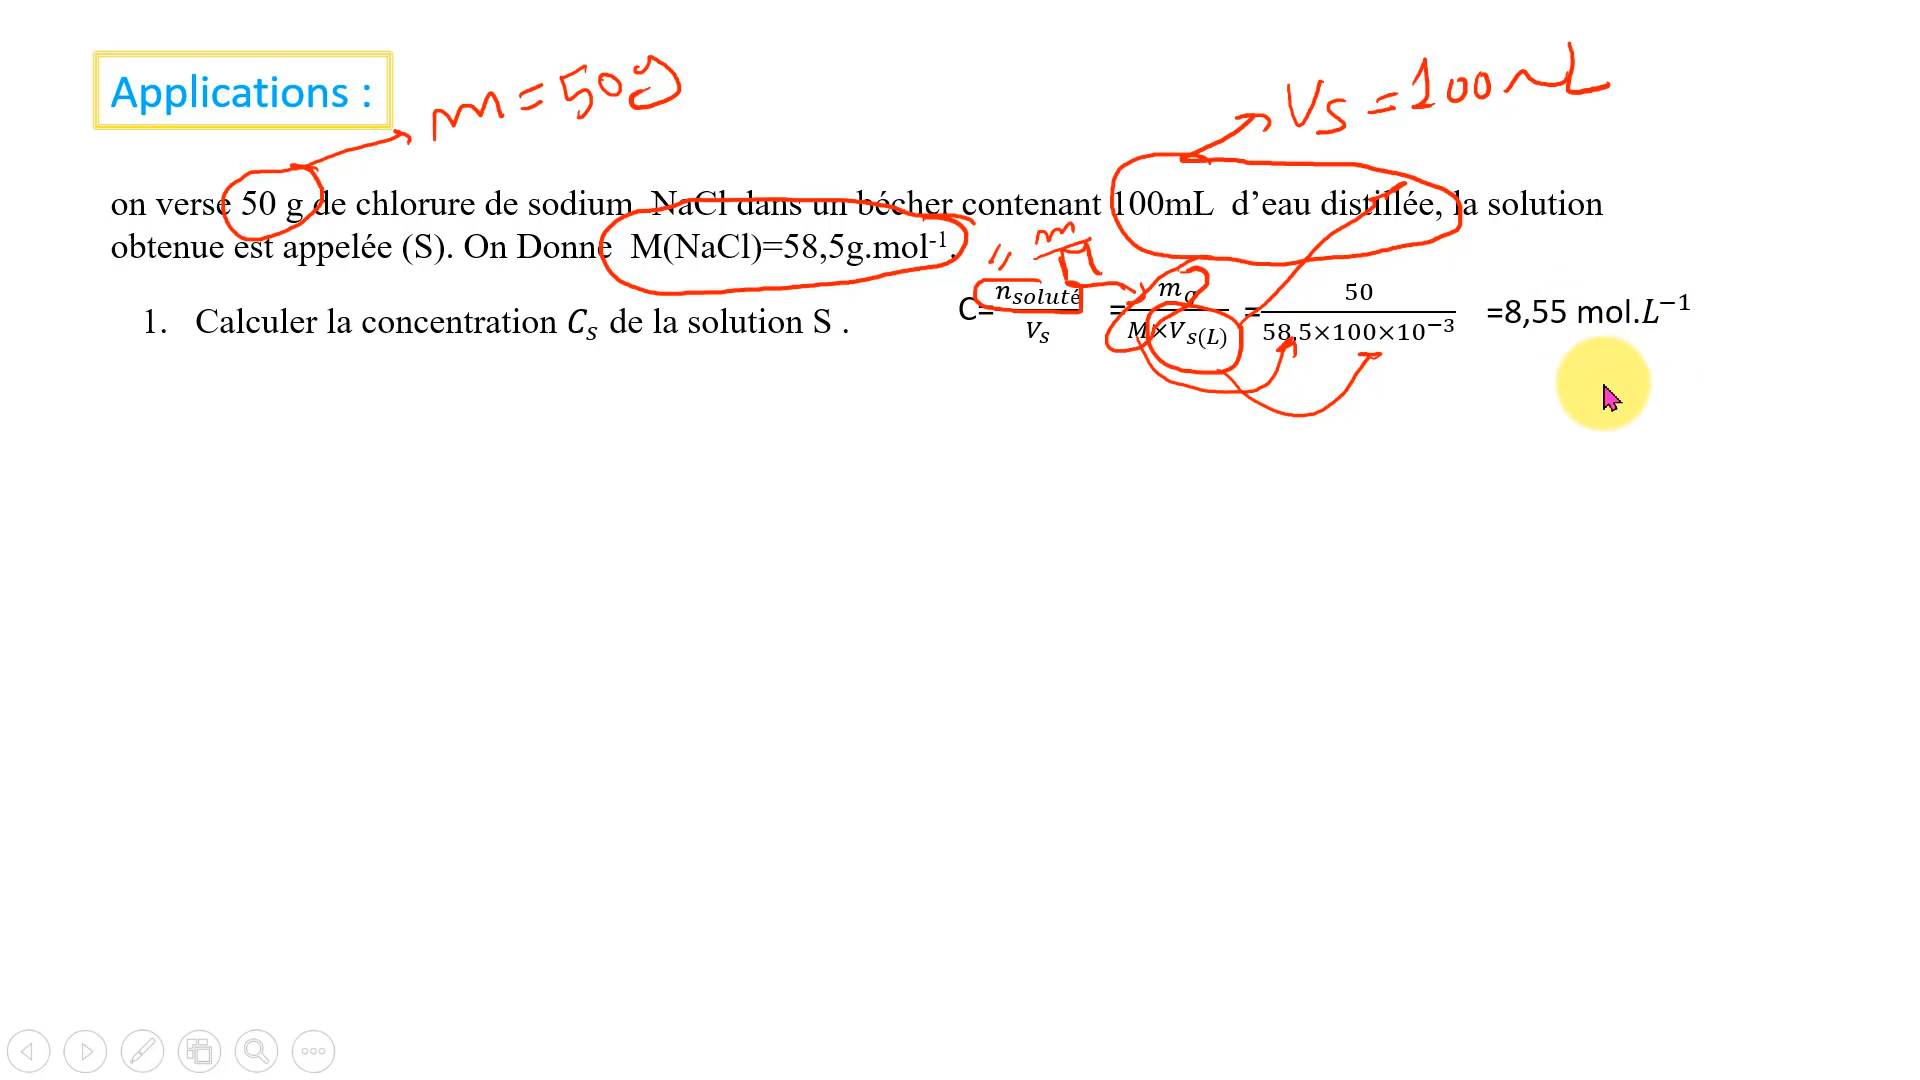 Applications :
m = 50g
Vs = 100 mL
on verse 50 g de chlorure de sodium NaCl dans un bécher contenant 100mL d’eau distillée, la solution
obtenue est appelée (S). On Donne M(NaCl)=58,5g.mol⁻¹.
= m/M
1. Calculer la concentration Cₛ de la solution S .
C= n_soluté/Vₛ = m/(M×V_s(L)) = 50/(58,5×100×10⁻³) =8,55 mol.L⁻¹